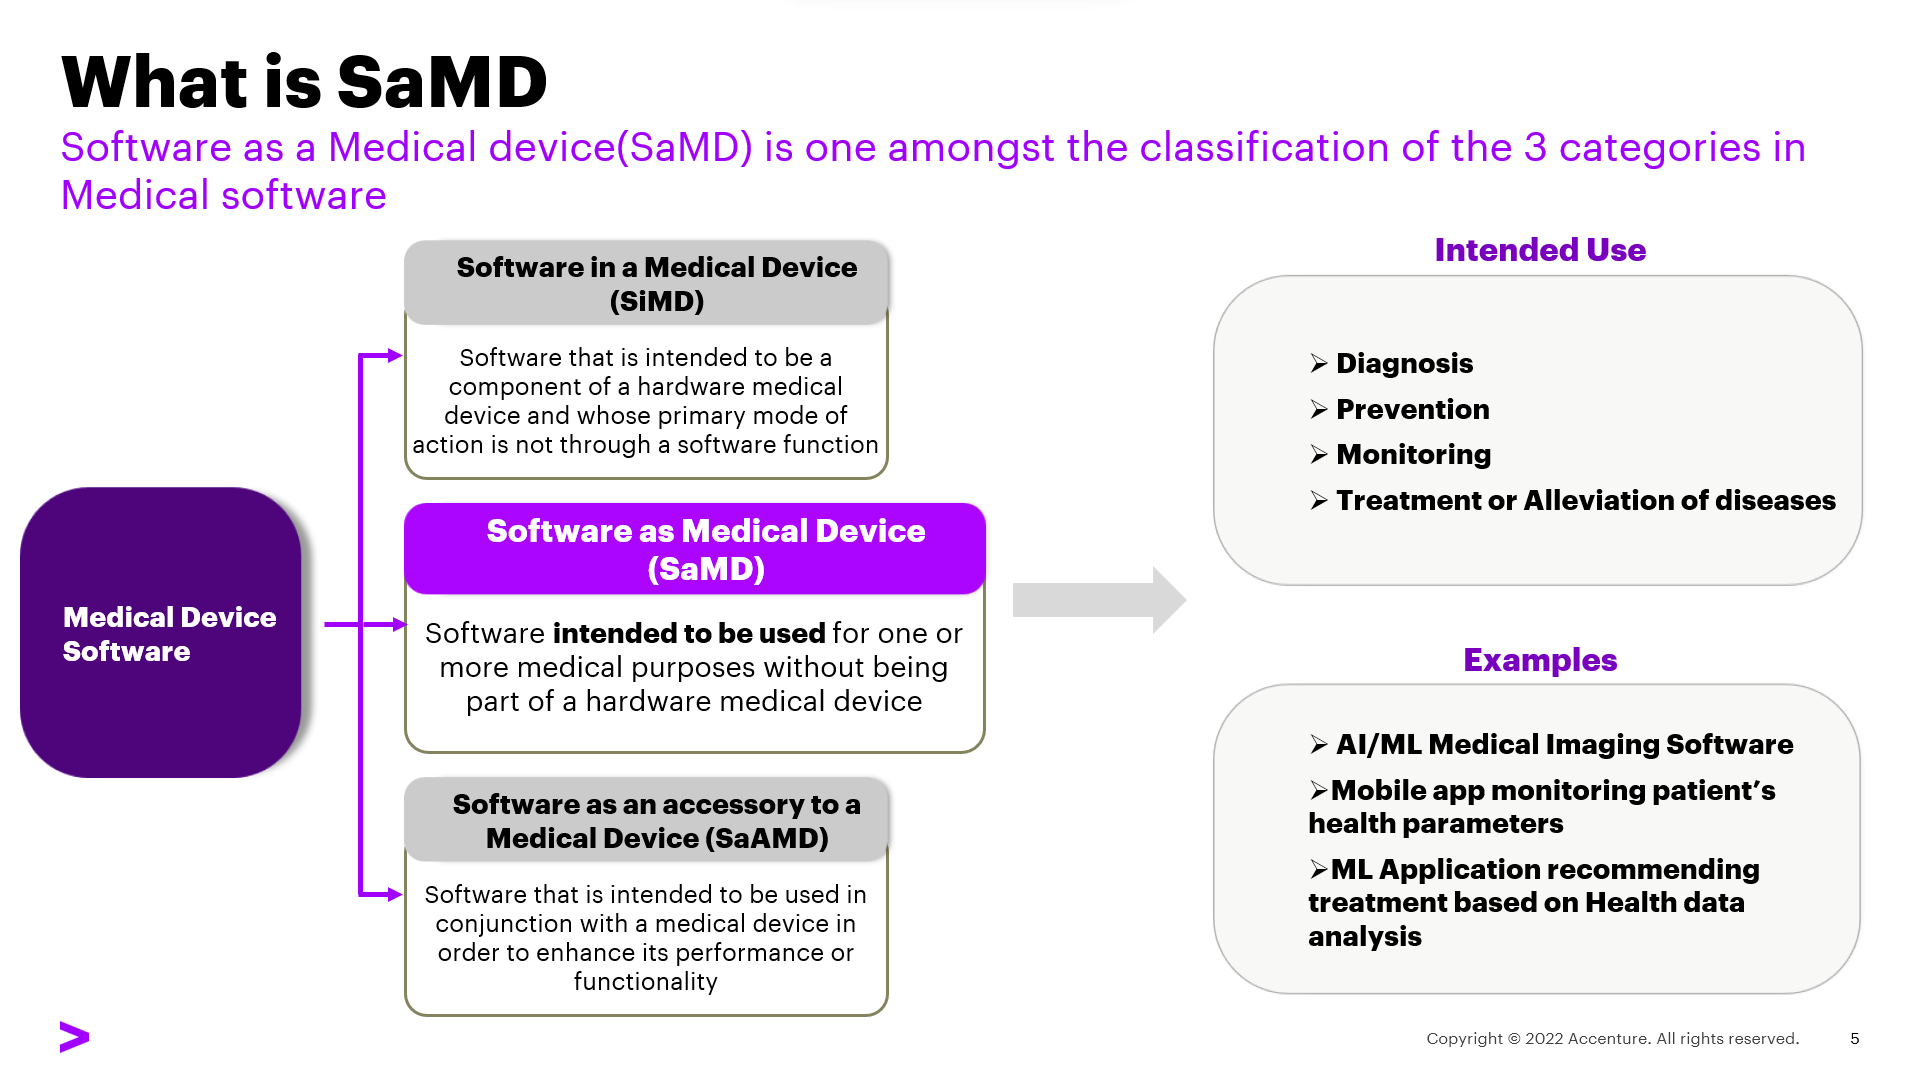 What is SaMD
Software as a Medical device(SaMD) is one amongst the classification of the 3 categories in
Medical software
Medical Device
Software
Software in a Medical Device
(SiMD)
Software that is intended to be a
component of a hardware medical
device and whose primary mode of
action is not through a software function
Software as Medical Device
(SaMD)
Software intended to be used for one or
more medical purposes without being
part of a hardware medical device
Software as an accessory to a
Medical Device (SaAMD)
Software that is intended to be used in
conjunction with a medical device in
order to enhance its performance or
functionality
Intended Use
➢ Diagnosis
➢ Prevention
➢ Monitoring
➢ Treatment or Alleviation of diseases
Examples
➢ AI/ML Medical Imaging Software
➢Mobile app monitoring patient’s
health parameters
➢ML Application recommending
treatment based on Health data
analysis
>
Copyright © 2022 Accenture. All rights reserved.
5